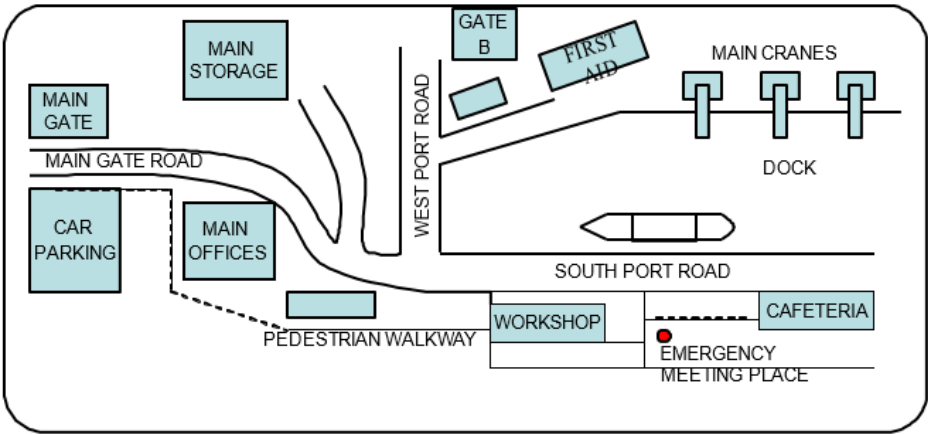 GATE
B
MAIN
STORAGE
FIRST
AID
MAIN CRANES
MAIN
GATE
WEST PORT ROAD
MAIN GATE ROAD
DOCK
CAR
PARKING
MAIN
OFFICES
SOUTH PORT ROAD
WORKSHOP
CAFETERIA
PEDESTRIAN WALKWAY
EMERGENCY
MEETING PLACE